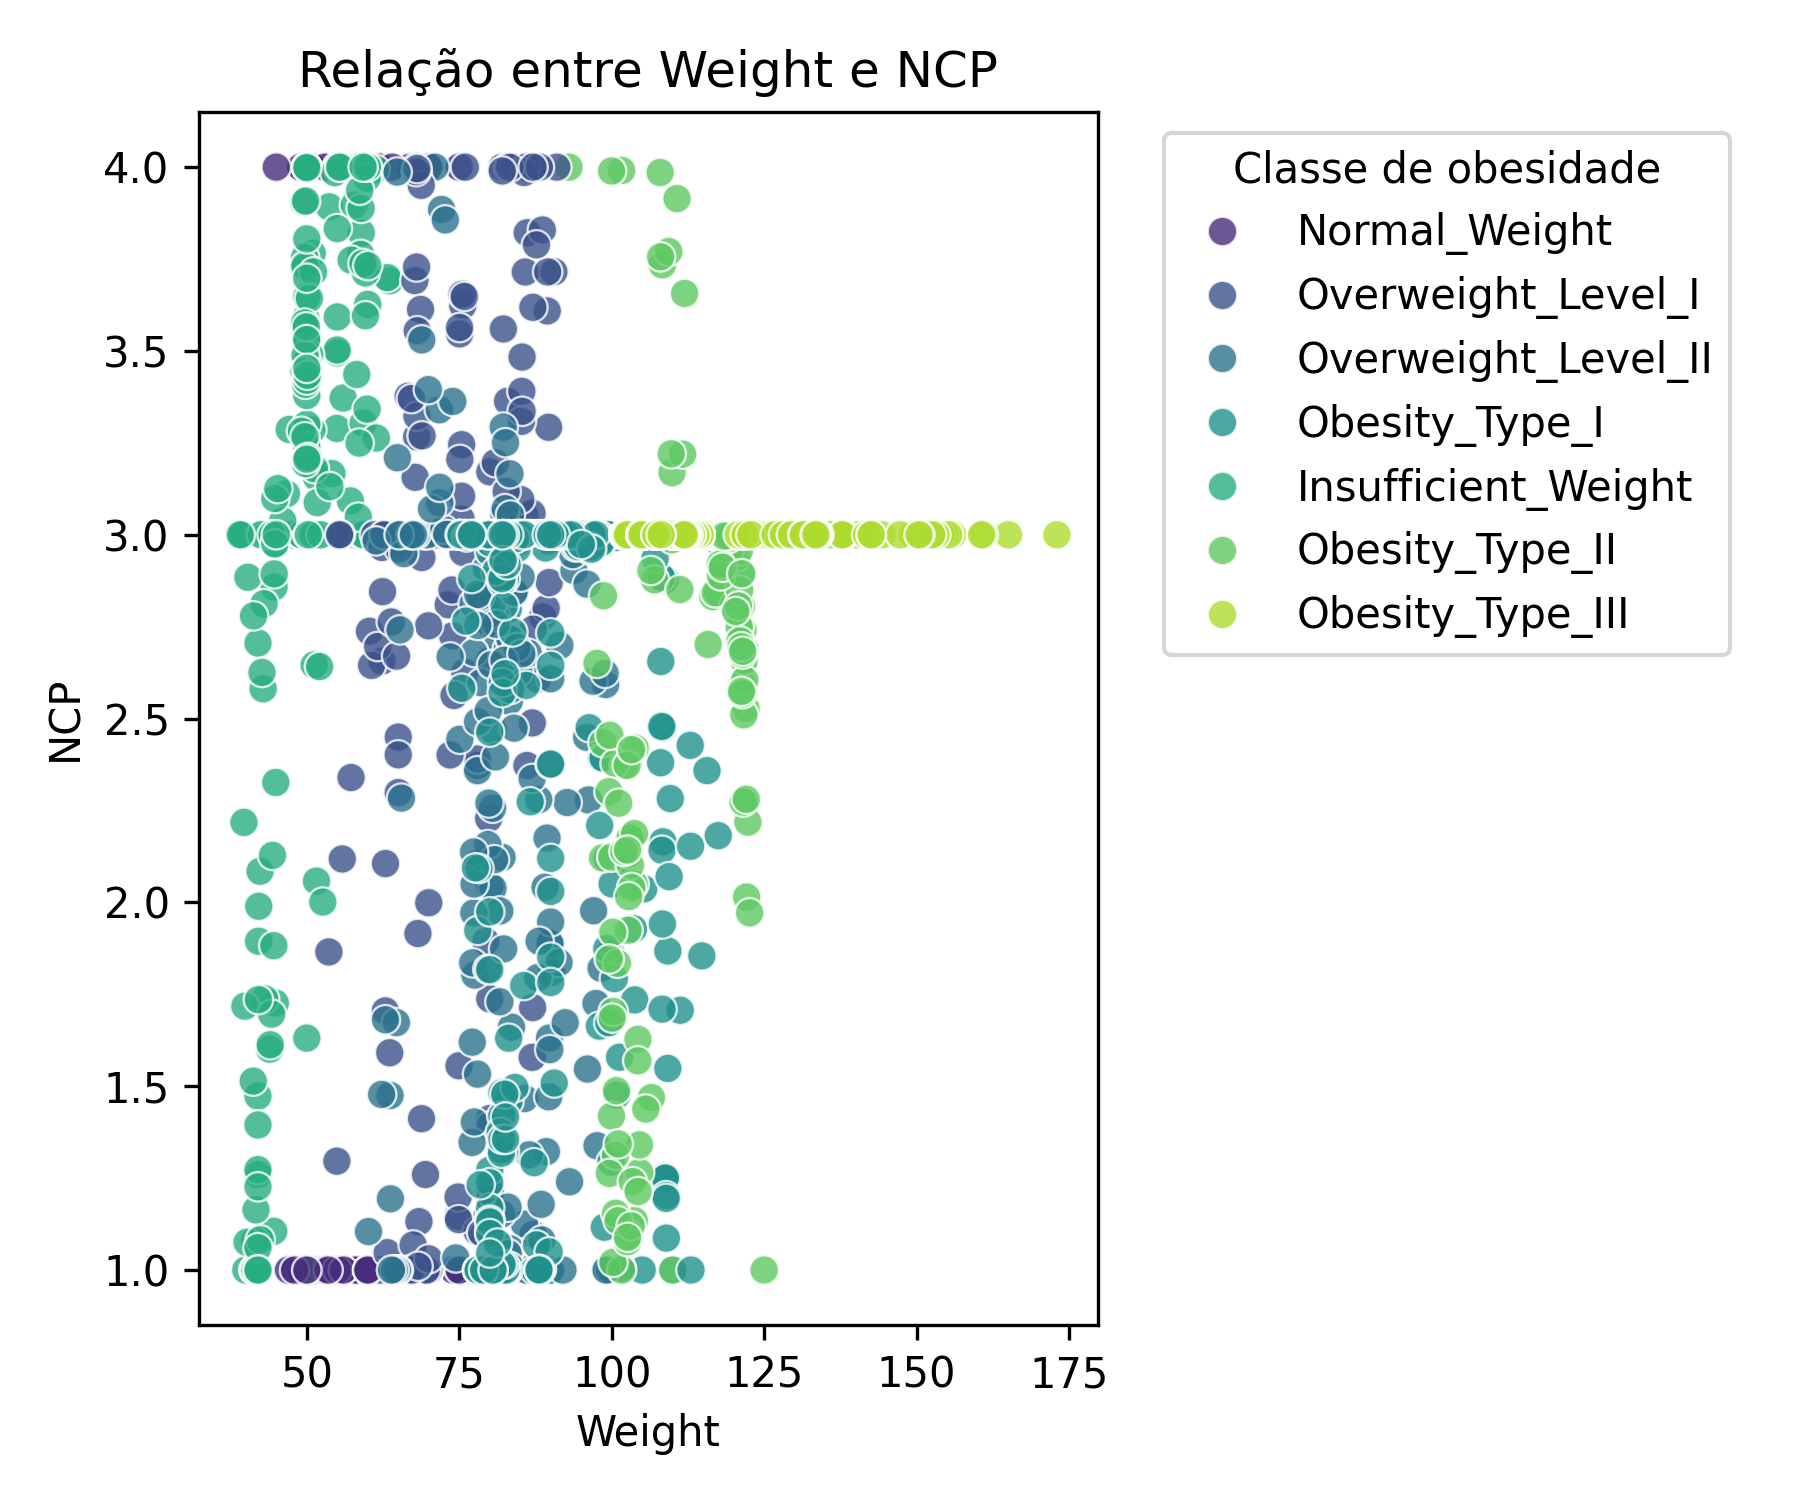 Relação entre Weight e NCP
Classe de obesidade
Normal_Weight
Overweight_Level_I
Overweight_Level_II
Obesity_Type_I
Insufficient_Weight
Obesity_Type_II
Obesity_Type_III
NCP
4.0
3.5
3.0
2.5
2.0
1.5
1.0
50 75 100 125 150 175
Weight